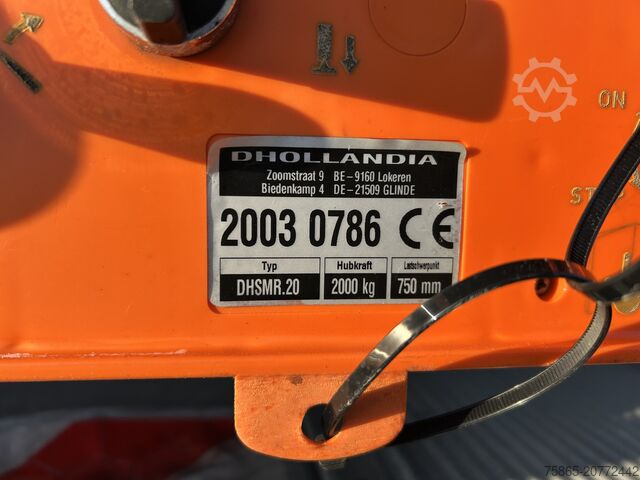 ON
DHOLLANDIA
Zoomstraat 9 BE-9160 Lokeren
Biedenkamp 4 DE-21509 GLINDE
2003 0786 CE
Typ Hubkraft Lastschwerpunkt
DHSMR.20 2000 kg 750 mm
75865-20772442